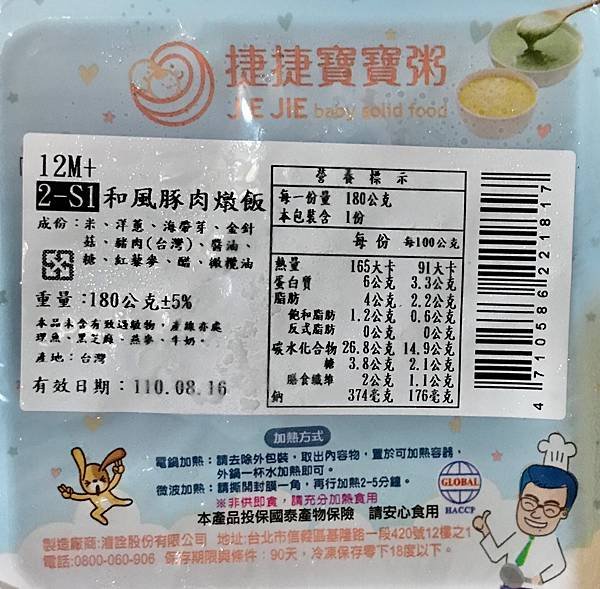 捷捷寶寶粥
JIE JIE baby solid food
12M+
2-S1 和風豚肉燉飯
成份：米、洋蔥、海帶芽、金針
菇、豬肉(台灣)、醬油、
糖、紅藜麥、醋、橄欖油
重量：180公克±5%
本品未含有致過敏物，產線亦處
理魚、黑芝麻、燕麥、牛奶。
產地：台灣
有效日期：110.08.16
營養標示
每一份量 180公克
本包裝含 1份
每份 每100公克
熱量 165大卡 91大卡
蛋白質 6公克 3.3公克
脂肪 4公克 2.2公克
飽和脂肪 1.2公克 0.6公克
反式脂肪 0公克 0公克
碳水化合物 26.8公克 14.9公克
糖 3.8公克 2.1公克
膳食纖維 2公克 1.1公克
鈉 374毫克 176毫克
4710586221817
加熱方式
電鍋加熱：請去除外包裝，取出內容物，置於可加熱容器，
外鍋一杯水加熱即可。
微波加熱：請撕開封膜一角，再行加熱2-5分鐘。
※非供即食，請充分加熱食用
本產品投保國泰產物保險 請安心食用
GLOBAL
HACCP
製造廠商:澮詮股份有限公司 地址:台北市信義區基隆路一段420號12樓之1
電話:0800-060-906 保存期限與條件：90天，冷凍保存零下18度以下。